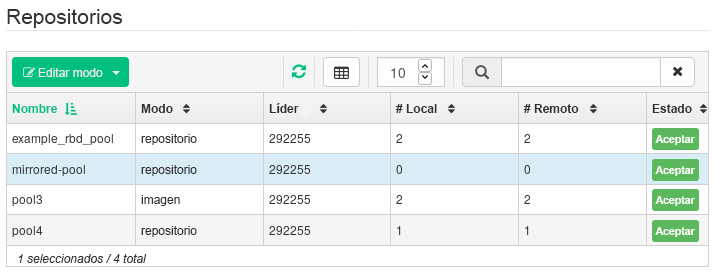 Repositorios
Editar modo 10
Nombre Modo Líder # Local # Remoto Estado
example_rbd_pool repositorio 292255 2 2 Aceptar
mirrored-pool repositorio 292255 0 0 Aceptar
pool3 imagen 292255 2 2 Aceptar
pool4 repositorio 292255 1 1 Aceptar
1 seleccionados / 4 total